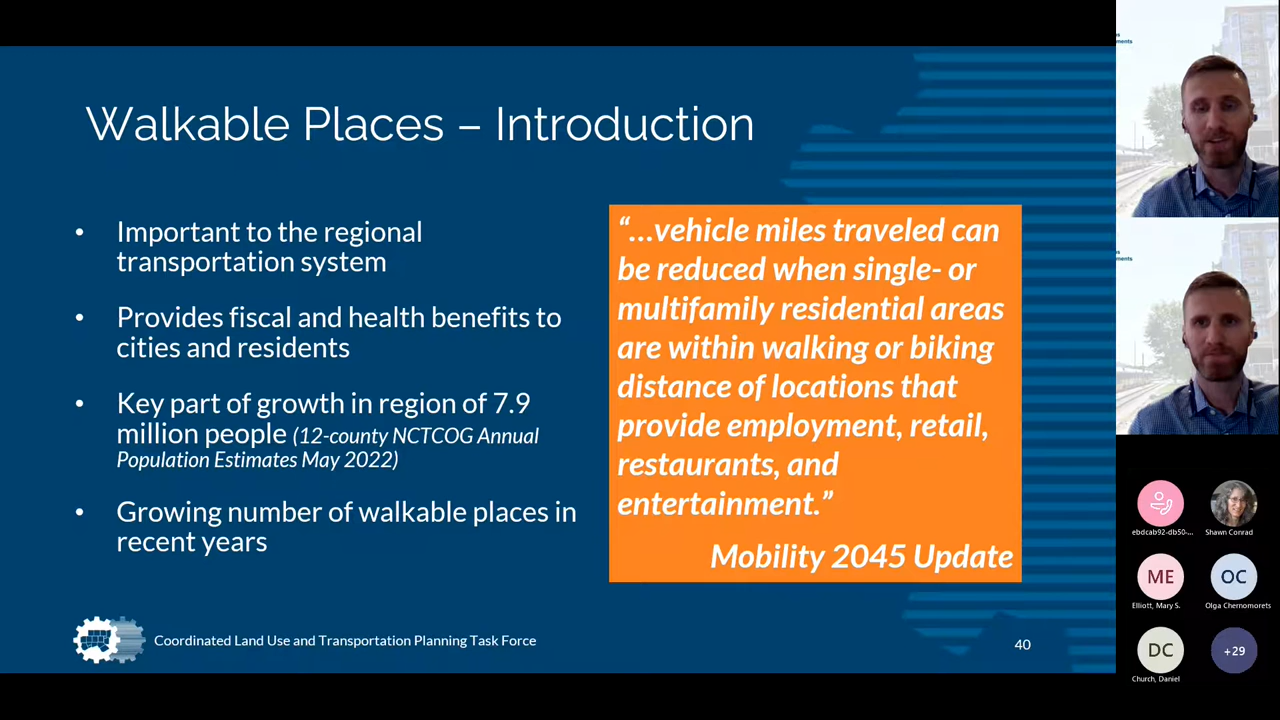 Walkable Places – Introduction
• Important to the regional
transportation system
• Provides fiscal and health benefits to
cities and residents
• Key part of growth in region of 7.9
million people (12-county NCTCOG Annual
Population Estimates May 2022)
• Growing number of walkable places in
recent years
“…vehicle miles traveled can
be reduced when single- or
multifamily residential areas
are within walking or biking
distance of locations that
provide employment, retail,
restaurants, and
entertainment.”
Mobility 2045 Update
Coordinated Land Use and Transportation Planning Task Force
40
ebdcab92-db50-...
Shawn Conrad
ME
OC
Elliott, Mary S.
Olga Chernomorets
DC
+29
Church, Daniel